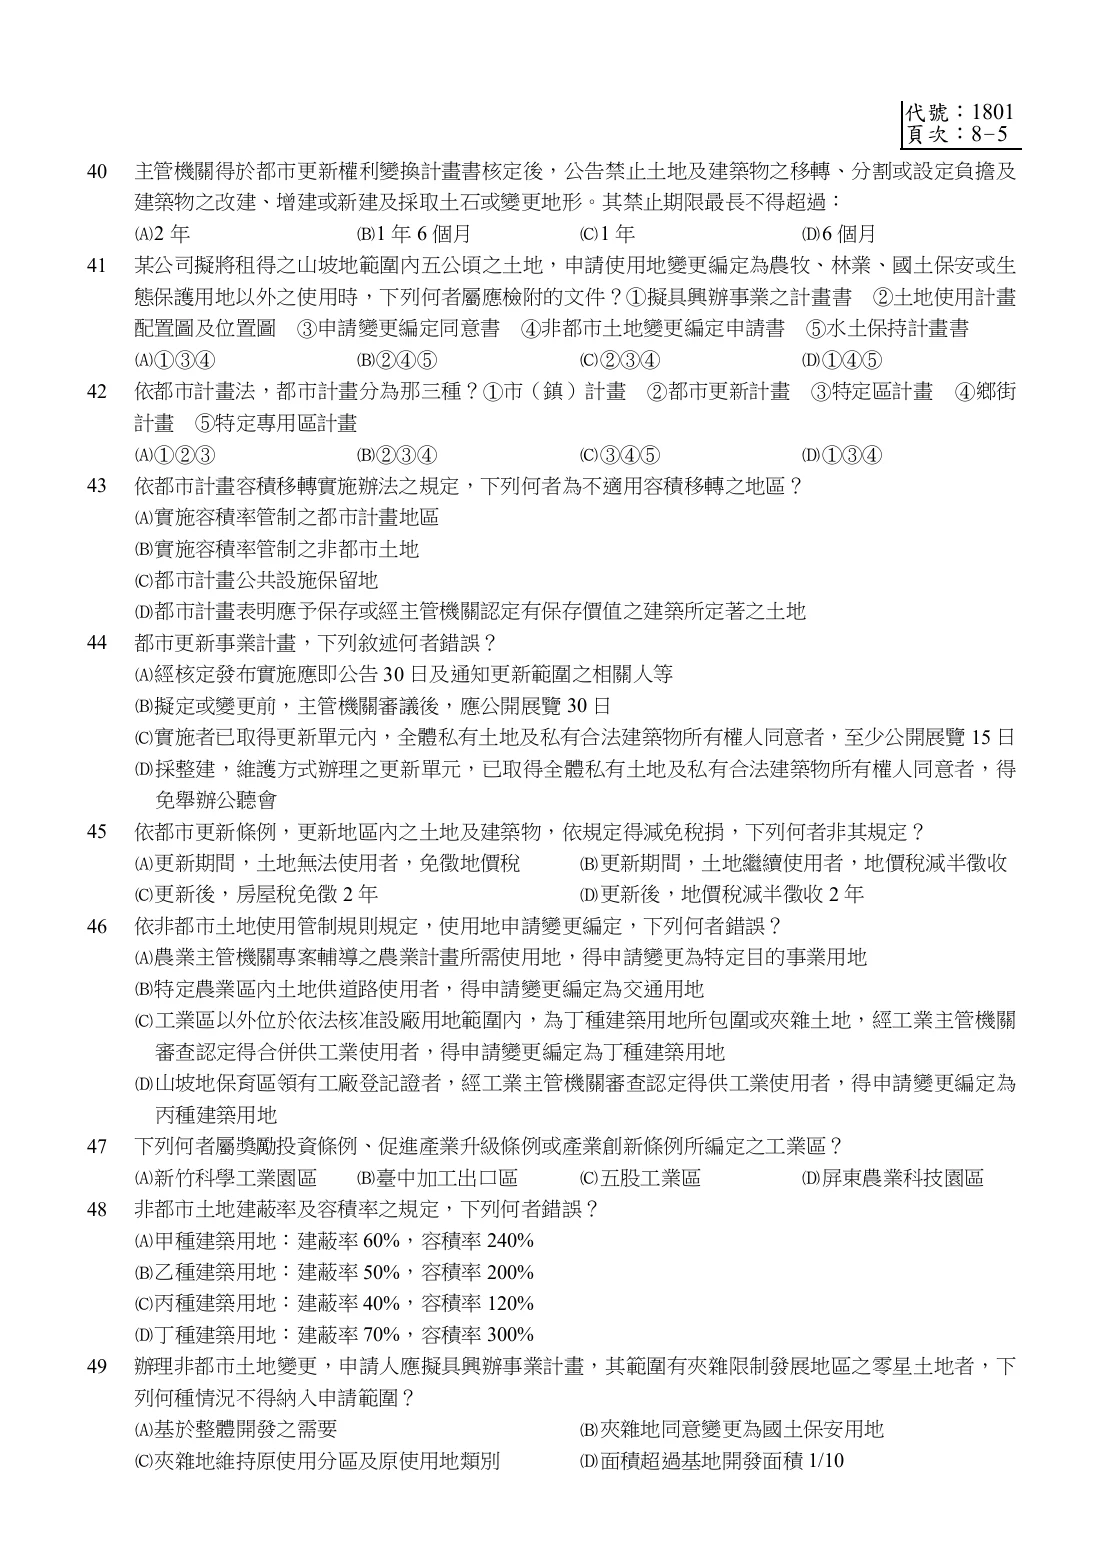 代號：1801
頁次：8－5
40 主管機關得於都市更新權利變換計畫書核定後，公告禁止土地及建築物之移轉、分割或設定負擔及
建築物之改建、增建或新建及採取土石或變更地形。其禁止期限最長不得超過：
(A)2 年 (B)1 年 6 個月 (C)1 年 (D)6 個月
41 某公司擬將租得之山坡地範圍內五公頃之土地，申請使用地變更編定為農牧、林業、國土保安或生
態保護用地以外之使用時，下列何者屬應檢附的文件？①擬具興辦事業之計畫書 ②土地使用計畫
配置圖及位置圖 ③申請變更編定同意書 ④非都市土地變更編定申請書 ⑤水土保持計畫書
(A)①③④ (B)②④⑤ (C)②③④ (D)①④⑤
42 依都市計畫法，都市計畫分為那三種？①市（鎮）計畫 ②都市更新計畫 ③特定區計畫 ④鄉街
計畫 ⑤特定專用區計畫
(A)①②③ (B)②③④ (C)③④⑤ (D)①③④
43 依都市計畫容積移轉實施辦法之規定，下列何者為不適用容積移轉之地區？
(A)實施容積率管制之都市計畫地區
(B)實施容積率管制之非都市土地
(C)都市計畫公共設施保留地
(D)都市計畫表明應予保存或經主管機關認定有保存價值之建築所定著之土地
44 都市更新事業計畫，下列敘述何者錯誤？
(A)經核定發布實施應即公告 30 日及通知更新範圍之相關人等
(B)擬定或變更前，主管機關審議後，應公開展覽 30 日
(C)實施者已取得更新單元內，全體私有土地及私有合法建築物所有權人同意者，至少公開展覽 15 日
(D)採整建，維護方式辦理之更新單元，已取得全體私有土地及私有合法建築物所有權人同意者，得
免舉辦公聽會
45 依都市更新條例，更新地區內之土地及建築物，依規定得減免稅捐，下列何者非其規定？
(A)更新期間，土地無法使用者，免徵地價稅 (B)更新期間，土地繼續使用者，地價稅減半徵收
(C)更新後，房屋稅免徵 2 年 (D)更新後，地價稅減半徵收 2 年
46 依非都市土地使用管制規則規定，使用地申請變更編定，下列何者錯誤？
(A)農業主管機關專案輔導之農業計畫所需使用地，得申請變更為特定目的事業用地
(B)特定農業區內土地供道路使用者，得申請變更編定為交通用地
(C)工業區以外位於依法核准設廠用地範圍內，為丁種建築用地所包圍或夾雜土地，經工業主管機關
審查認定得合併供工業使用者，得申請變更編定為丁種建築用地
(D)山坡地保育區領有工廠登記證者，經工業主管機關審查認定得供工業使用者，得申請變更編定為
丙種建築用地
47 下列何者屬獎勵投資條例、促進產業升級條例或產業創新條例所編定之工業區？
(A)新竹科學工業園區 (B)臺中加工出口區 (C)五股工業區 (D)屏東農業科技園區
48 非都市土地建蔽率及容積率之規定，下列何者錯誤？
(A)甲種建築用地：建蔽率 60%，容積率 240%
(B)乙種建築用地：建蔽率 50%，容積率 200%
(C)丙種建築用地：建蔽率 40%，容積率 120%
(D)丁種建築用地：建蔽率 70%，容積率 300%
49 辦理非都市土地變更，申請人應擬具興辦事業計畫，其範圍有夾雜限制發展地區之零星土地者，下
列何種情況不得納入申請範圍？
(A)基於整體開發之需要 (B)夾雜地同意變更為國土保安用地
(C)夾雜地維持原使用分區及原使用地類別 (D)面積超過基地開發面積 1/10